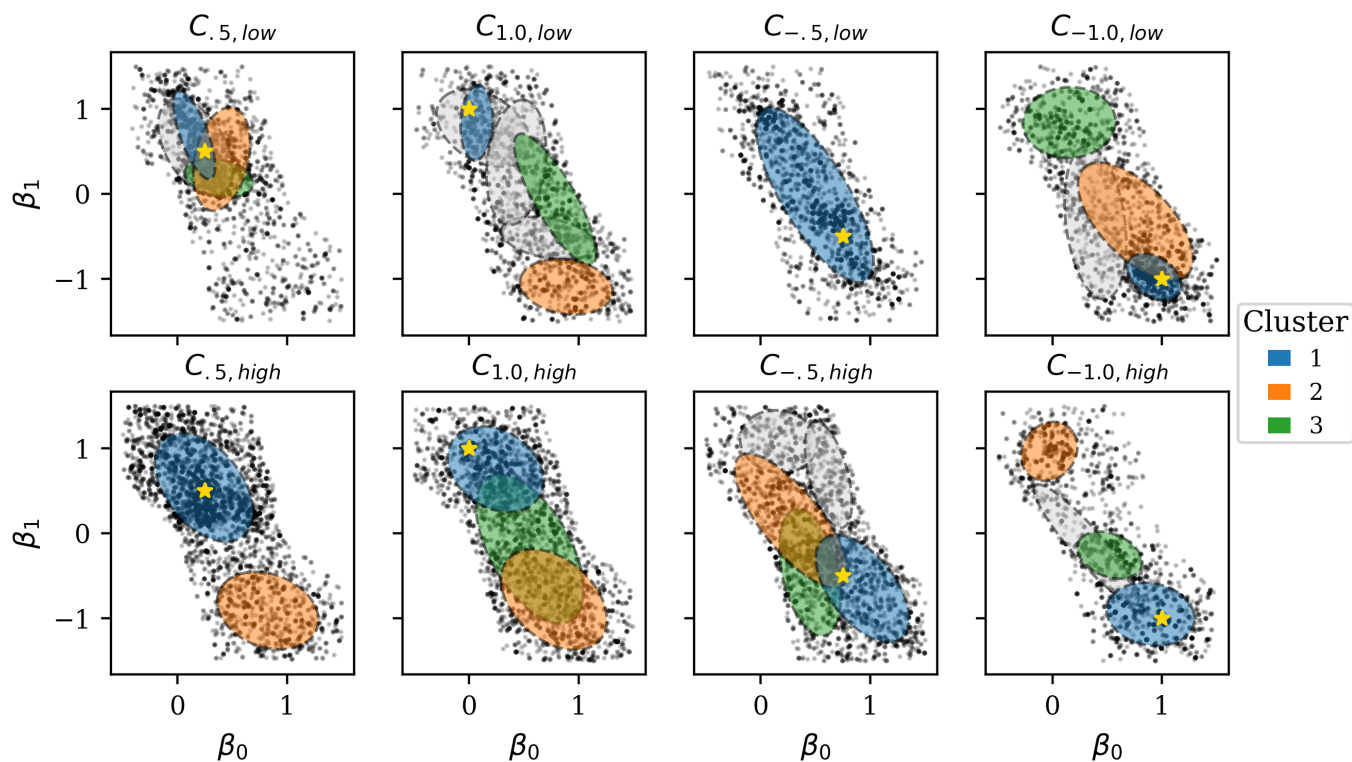 C.5, low C1.0, low C−.5, low C−1.0, low
β1
1
0
−1
C.5, high C1.0, high C−.5, high C−1.0, high
β1
1
0
−1
0 1 0 1 0 1 0 1
β0 β0 β0 β0
Cluster
1
2
3